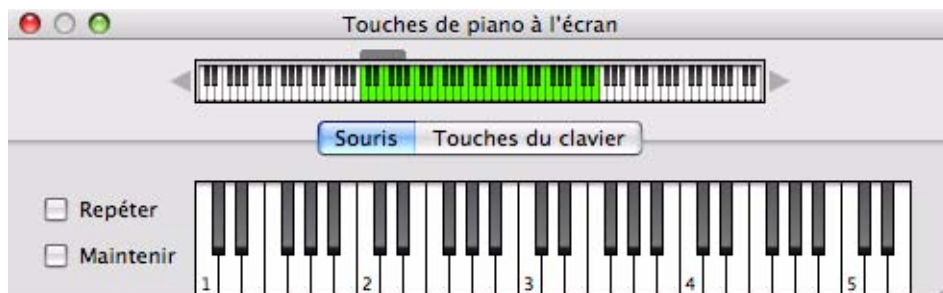 Touches de piano à l'écran
Souris Touches du clavier
Repéter
Maintenir
1 2 3 4 5